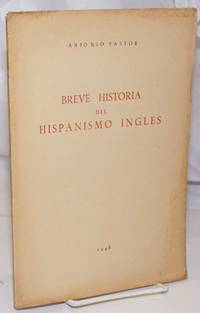 ANTONIO PASTOR
BREVE HISTORIA
DEL
HISPANISMO INGLES
1948